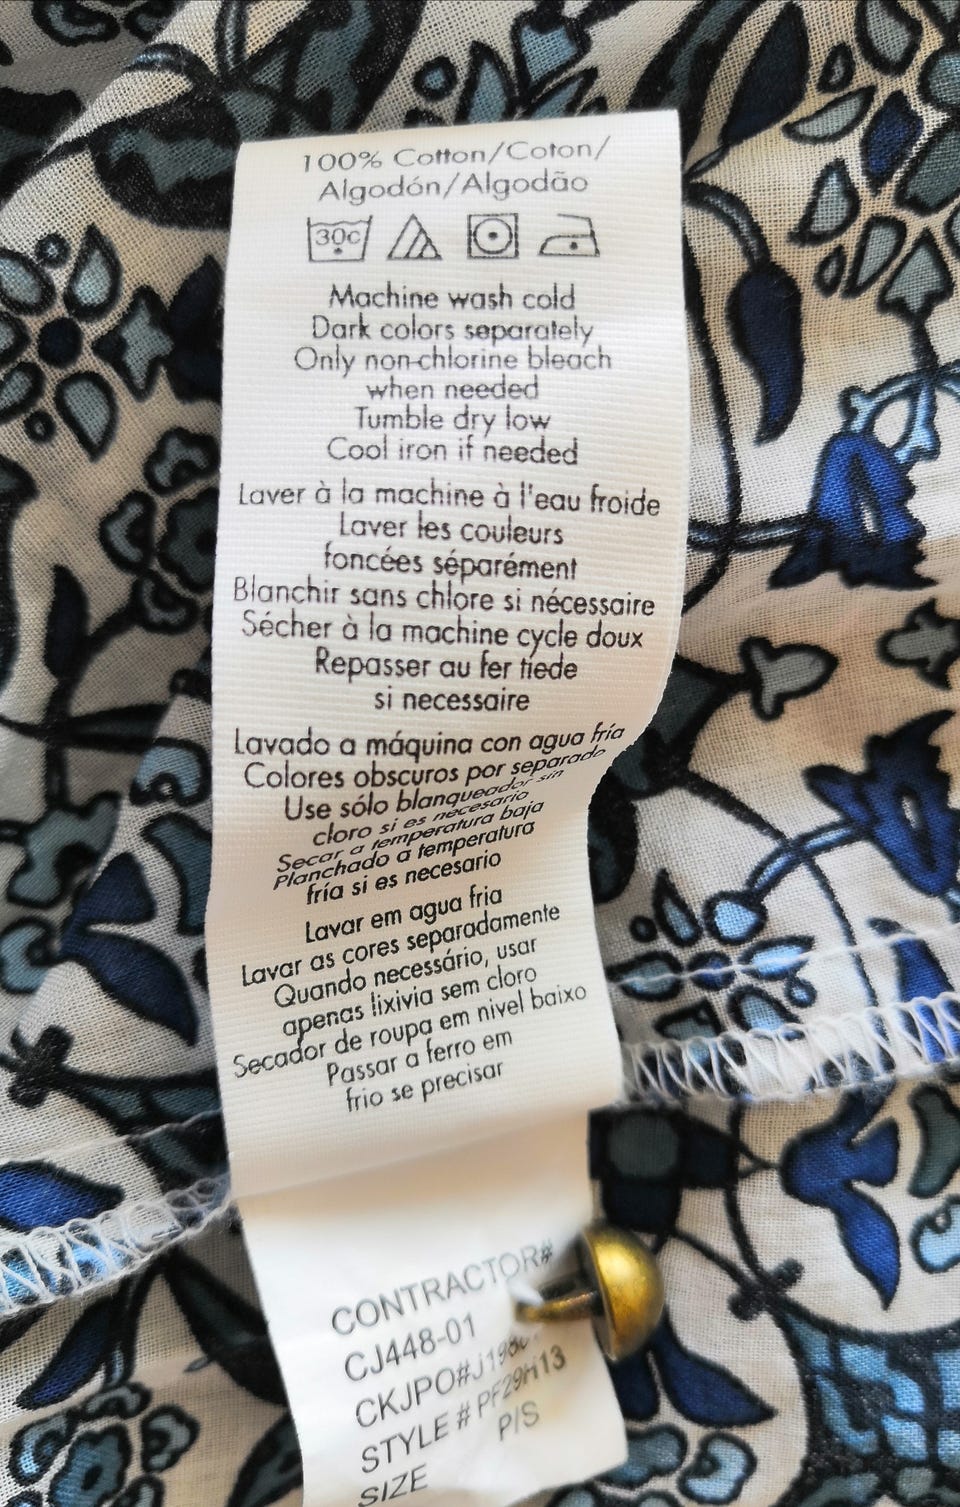 100% Cotton/Coton/
Algodón/Algodão
30c
Machine wash cold
Dark colors separately
Only non-chlorine bleach
when needed
Tumble dry low
Cool iron if needed
Laver à la machine à l'eau froide
Laver les couleurs
foncées séparément
Blanchir sans chlore si nécessaire
Sécher à la machine cycle doux
Repasser au fer tiede
si necessaire
Lavado a máquina con agua fría
Colores obscuros por separado
Use sólo blanqueador sin
cloro si es necesario
Secar a temperatura baja
Planchado a temperatura
fría si es necesario
Lavar em agua fria
Lavar as cores separadamente
Quando necessário, usar
apenas lixivia sem cloro
Secador de roupa em nivel baixo
Passar a ferro em
frio se precisar
CONTRACTOR#
CJ448-01
STYLE # PF29H13
SIZE P/S